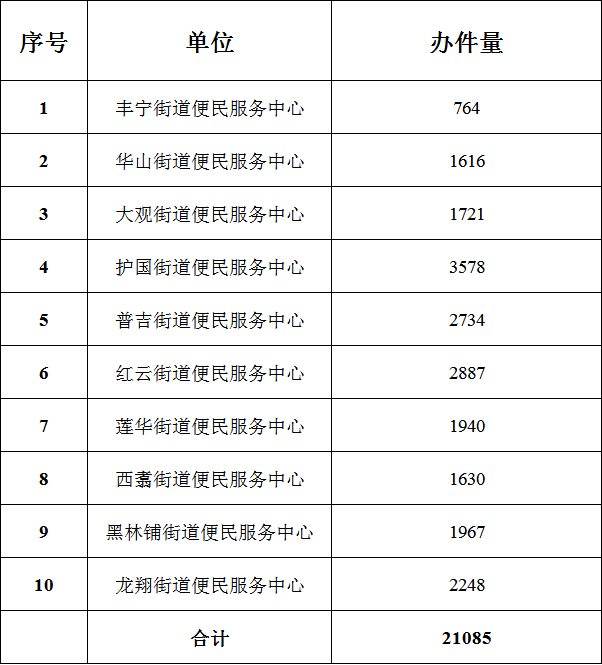 序号 单位 办件量
1 丰宁街道便民服务中心 764
2 华山街道便民服务中心 1616
3 大观街道便民服务中心 1721
4 护国街道便民服务中心 3578
5 普吉街道便民服务中心 2734
6 红云街道便民服务中心 2887
7 莲华街道便民服务中心 1940
8 西翥街道便民服务中心 1630
9 黑林铺街道便民服务中心 1967
10 龙翔街道便民服务中心 2248
合计 21085